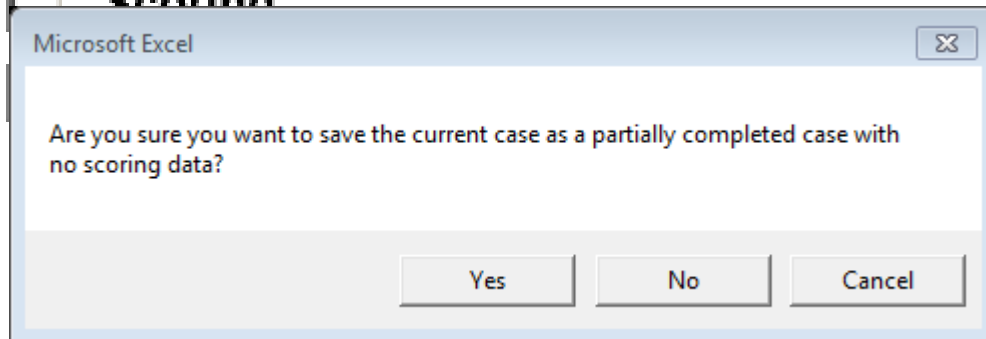 scoring
Microsoft Excel
Are you sure you want to save the current case as a partially completed case with
no scoring data?
Yes No Cancel